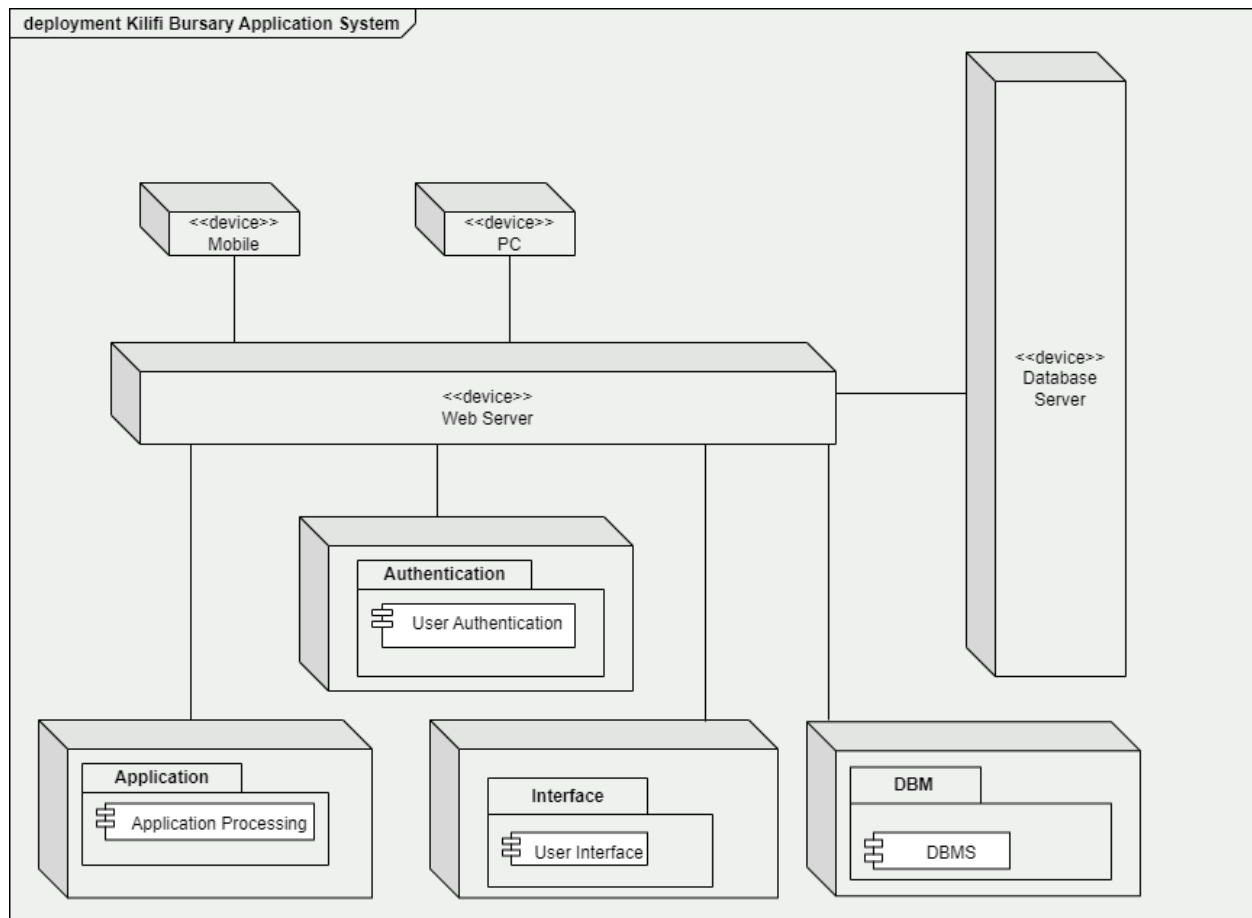 deployment Kilifi Bursary Application System
<<device>>
Mobile
<<device>>
PC
<<device>>
Database
Server
<<device>>
Web Server
Authentication
User Authentication
Application
Application Processing
Interface
User Interface
DBM
DBMS